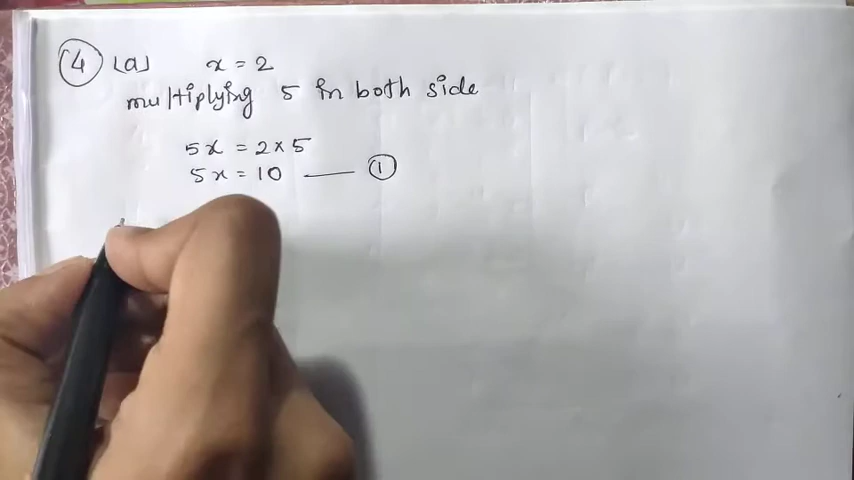 ④ (a) x = 2
multiplying 5 in both side
5x = 2 × 5
5x = 10 —— ①